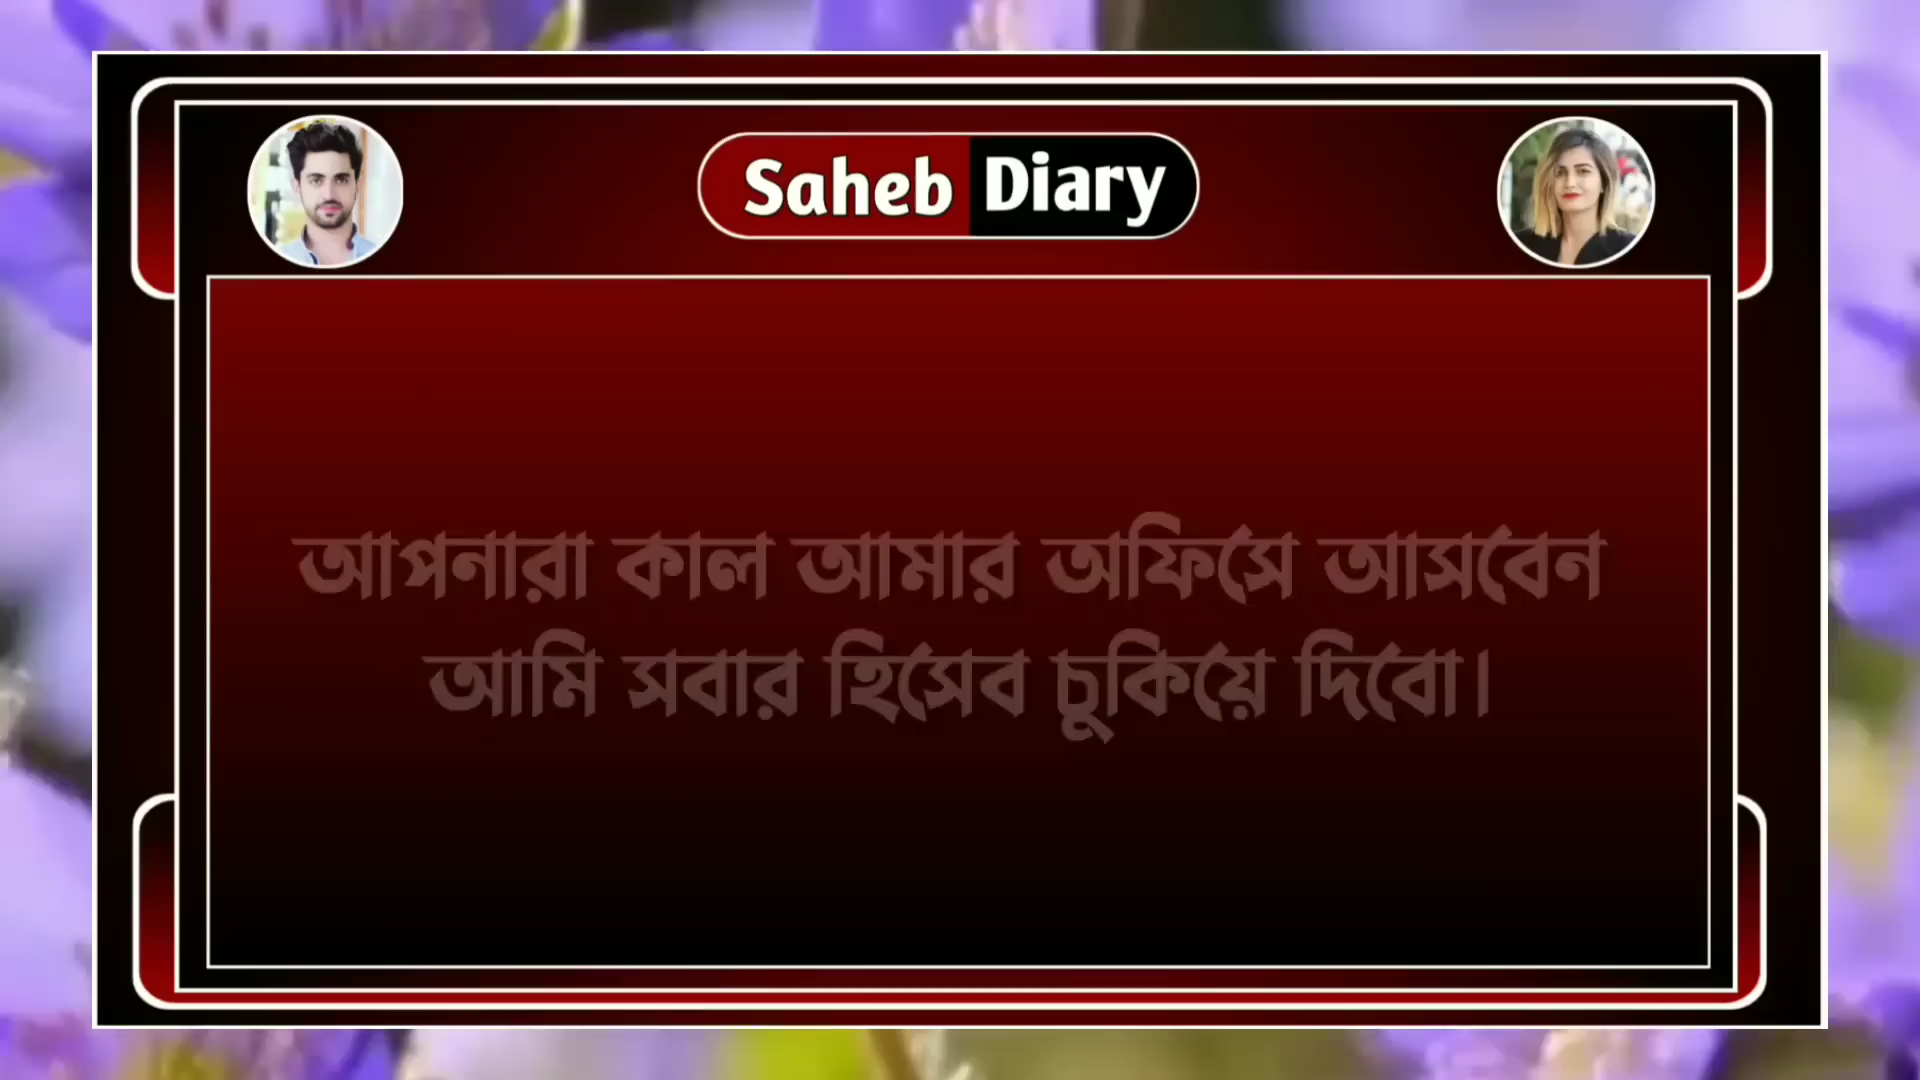 Saheb Diary
আপনারা কাল আমার অফিসে আসবেন
আমি সবার হিসেব চুকিয়ে দিবো।